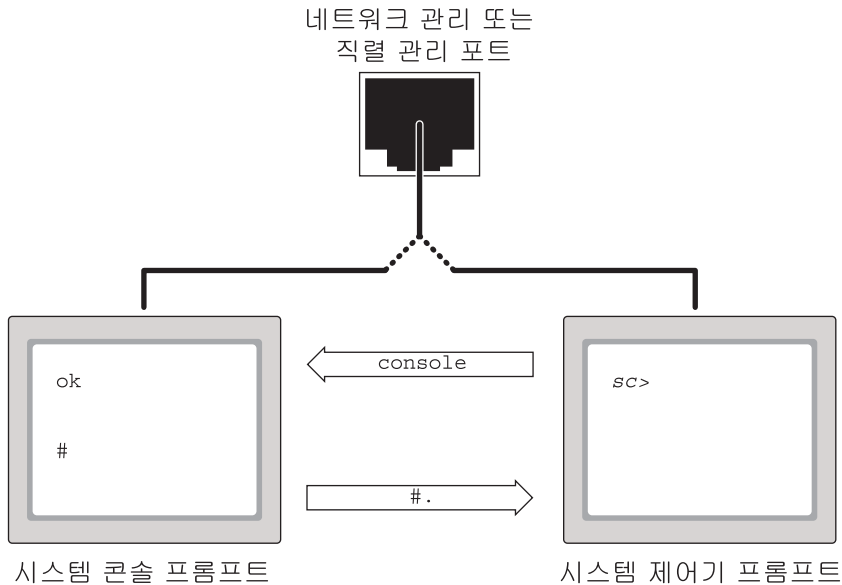 네트워크 관리 또는
직렬 관리 포트
console
ok
sc>
#
#.
시스템 콘솔 프롬프트
시스템 제어기 프롬프트